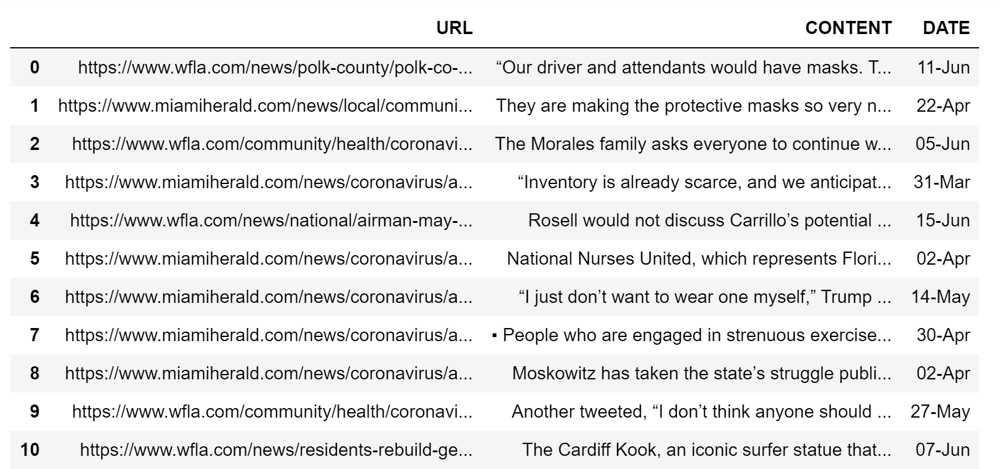 URL CONTENT DATE
0 https://www.wfla.com/news/polk-county/polk-co-... “Our driver and attendants would have masks. T... 11-Jun
1 https://www.miamiherald.com/news/local/communi... They are making the protective masks so very n... 22-Apr
2 https://www.wfla.com/community/health/coronavi... The Morales family asks everyone to continue w... 05-Jun
3 https://www.miamiherald.com/news/coronavirus/a... “Inventory is already scarce, and we anticipat... 31-Mar
4 https://www.wfla.com/news/national/airman-may-... Rosell would not discuss Carrillo’s potential ... 15-Jun
5 https://www.miamiherald.com/news/coronavirus/a... National Nurses United, which represents Flori... 02-Apr
6 https://www.miamiherald.com/news/coronavirus/a... “I just don’t want to wear one myself,” Trump ... 14-May
7 https://www.miamiherald.com/news/coronavirus/a... ▪ People who are engaged in strenuous exercise... 30-Apr
8 https://www.miamiherald.com/news/coronavirus/a... Moskowitz has taken the state’s struggle publi... 02-Apr
9 https://www.wfla.com/community/health/coronavi... Another tweeted, “I don’t think anyone should ... 27-May
10 https://www.wfla.com/news/residents-rebuild-ge... The Cardiff Kook, an iconic surfer statue that... 07-Jun